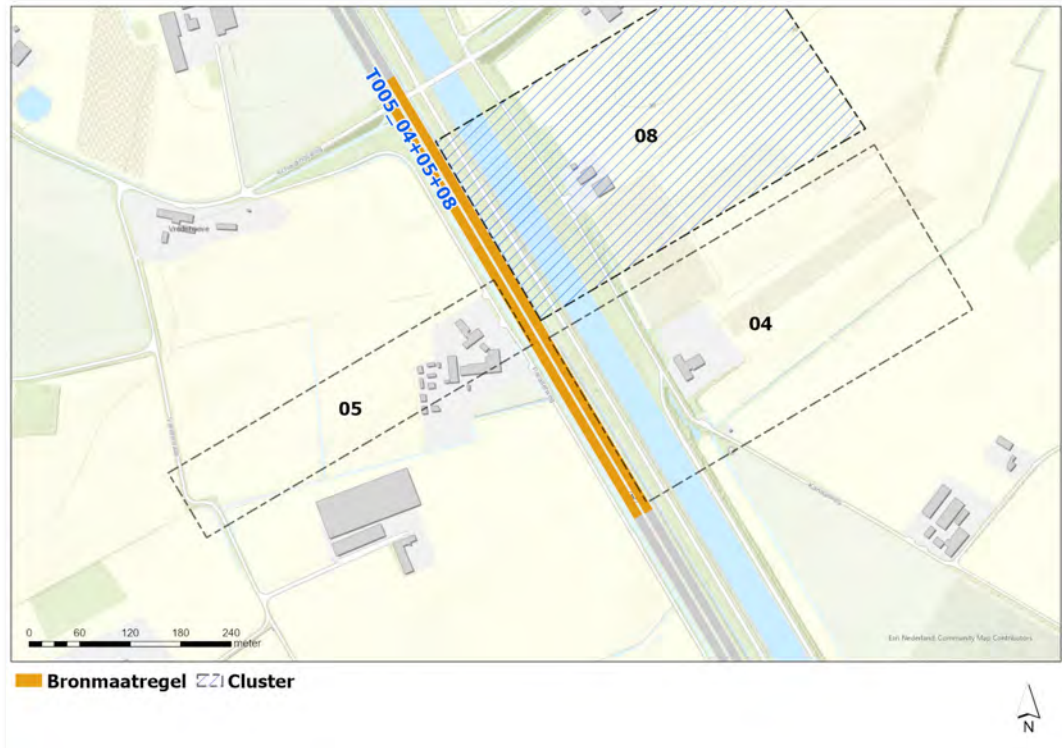 T005_04+05+08
08
04
05
0 60 120 180 240
meter
Esri Nederland, Community Map Contributors
Bronmaatregel Cluster
N